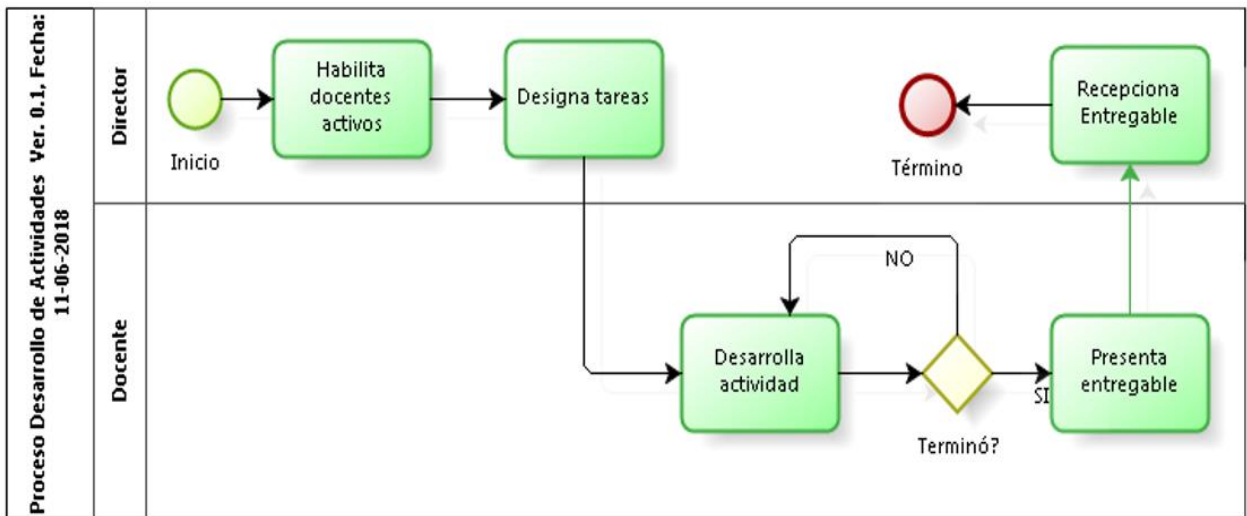 Proceso Desarrollo de Actividades Ver. 0.1, Fecha:
11-06-2018
Director
Inicio
Habilita
docentes
activos
Designa tareas
Término
Recepciona
Entregable
Docente
Desarrolla
actividad
NO
Terminó?
SI
Presenta
entregable